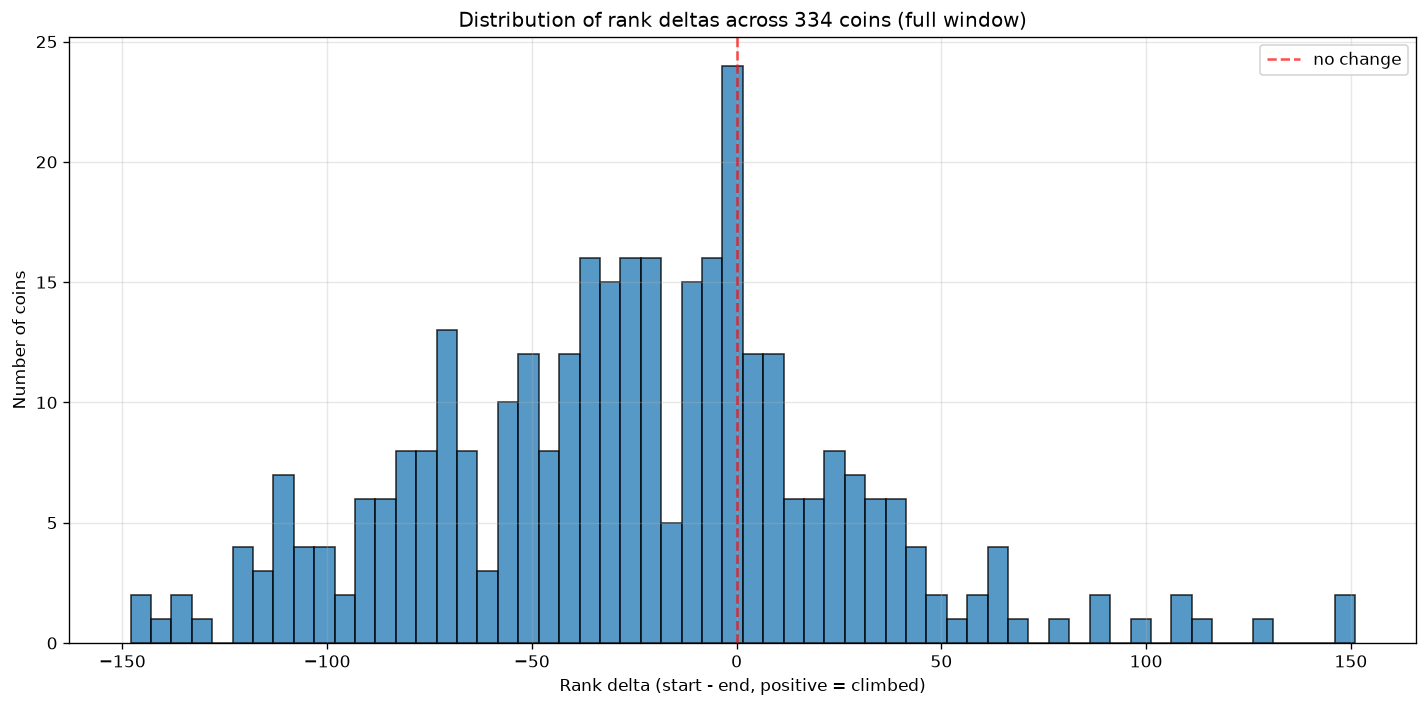 Distribution of rank deltas across 334 coins (full window)
no change
Number of coins
25
20
15
10
5
0
−150 −100 −50 0 50 100 150
Rank delta (start - end, positive = climbed)